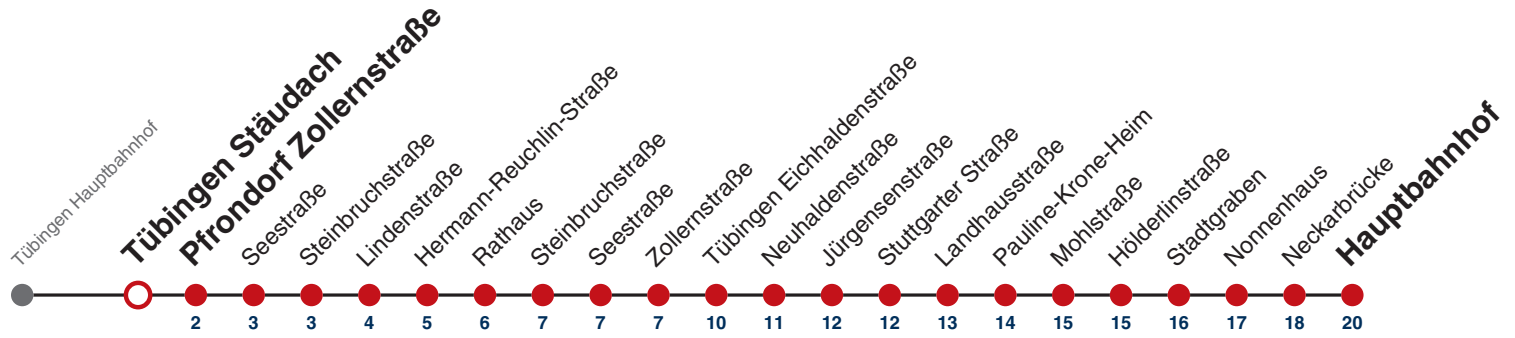 Tübingen Hauptbahnhof
Tübingen Stäudach
Pfrondorf Zollernstraße
Seestraße
Steinbruchstraße
Lindenstraße
Hermann-Reuchlin-Straße
Rathaus
Steinbruchstraße
Seestraße
Zollernstraße
Tübingen Eichhaldenstraße
Neuhaldenstraße
Jürgensenstraße
Stuttgarter Straße
Landhausstraße
Pauline-Krone-Heim
Mohlstraße
Hölderlinstraße
Stadtgraben
Nonnenhaus
Neckarbrücke
Hauptbahnhof
2 3 3 4 5 6 7 7 7 10 11 12 12 13 14 15 15 16 17 18 20